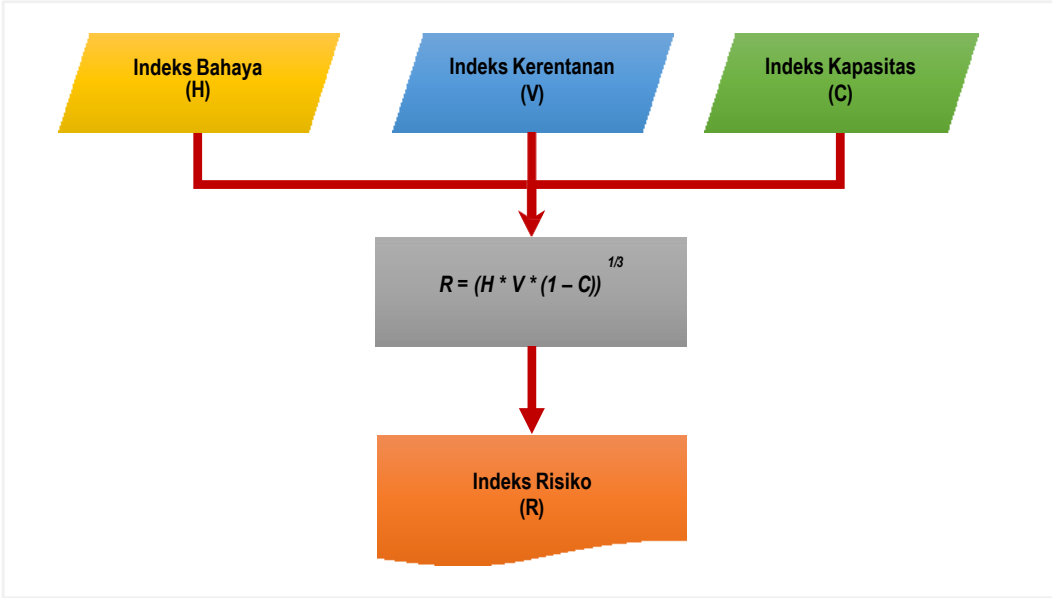 Indeks Bahaya
(H)
Indeks Kerentanan
(V)
Indeks Kapasitas
(C)
R = (H * V * (1 – C)) 1/3
Indeks Risiko
(R)